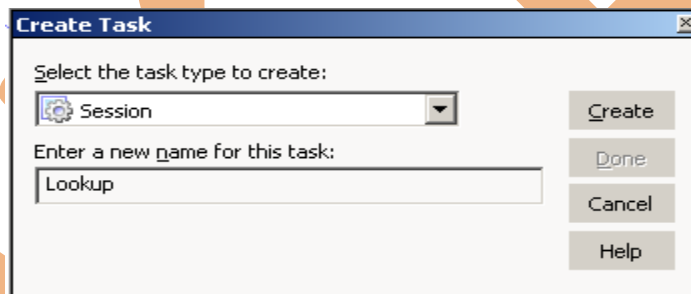 Create Task
Select the task type to create:
Session
Create
Enter a new name for this task:
Done
Lookup
Cancel
Help